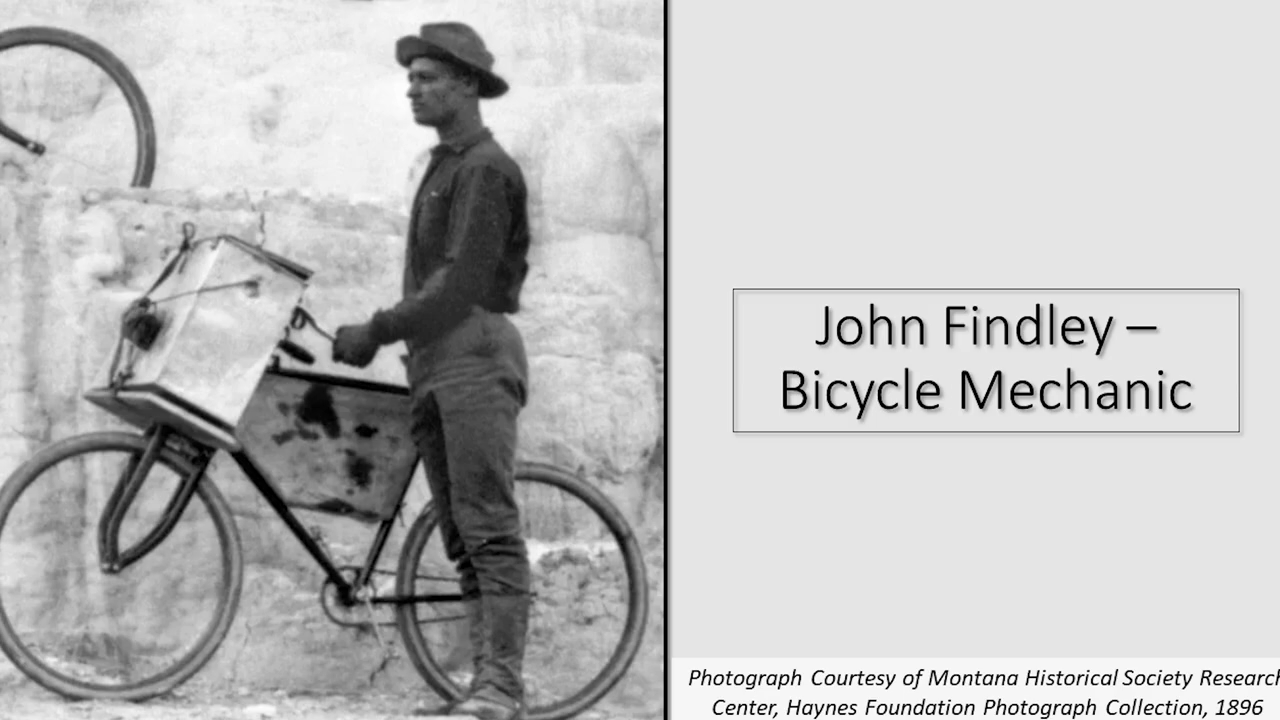 John Findley –
Bicycle Mechanic
Photograph Courtesy of Montana Historical Society Research
Center, Haynes Foundation Photograph Collection, 1896